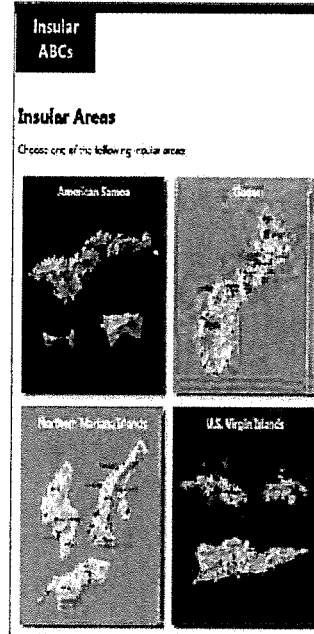 Insular
ABCs
Insular Areas
Choose one of the following insular areas:
American Samoa
Guam
Northern Mariana Islands
U.S. Virgin Islands